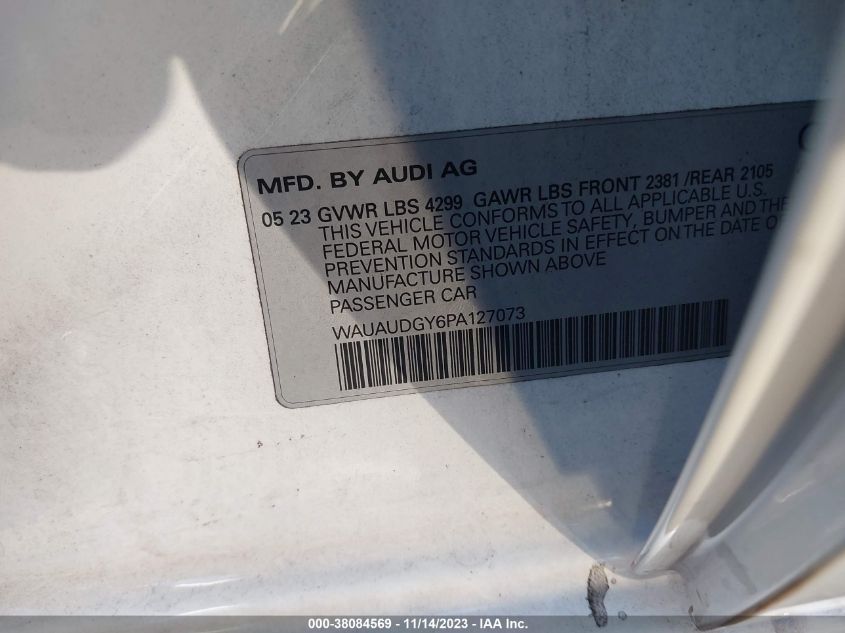 MFD. BY AUDI AG
05 23 GVWR LBS 4299 GAWR LBS FRONT 2381 /REAR 2105
THIS VEHICLE CONFORMS TO ALL APPLICABLE U.S.
FEDERAL MOTOR VEHICLE SAFETY, BUMPER AND THE
PREVENTION STANDARDS IN EFFECT ON THE DATE
MANUFACTURE SHOWN ABOVE
PASSENGER CAR
WAUAUDGY6PA127073
000-38084569 - 11/14/2023 - IAA Inc.